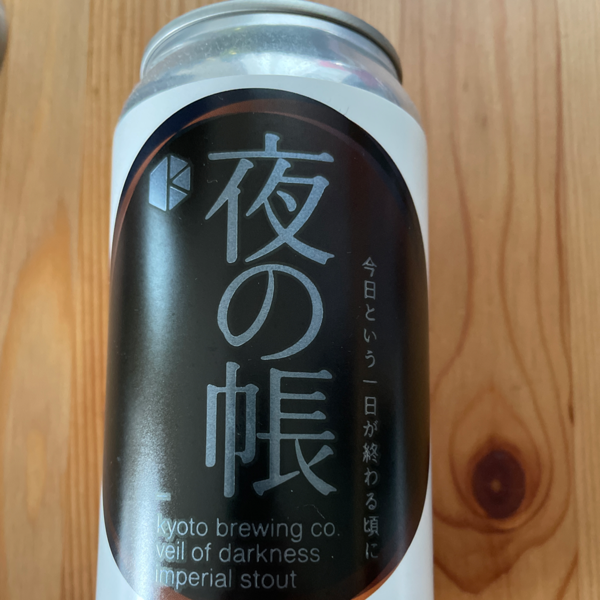 夜の帳
今日という一日が終わる頃に
kyoto brewing co.
veil of darkness
imperial stout